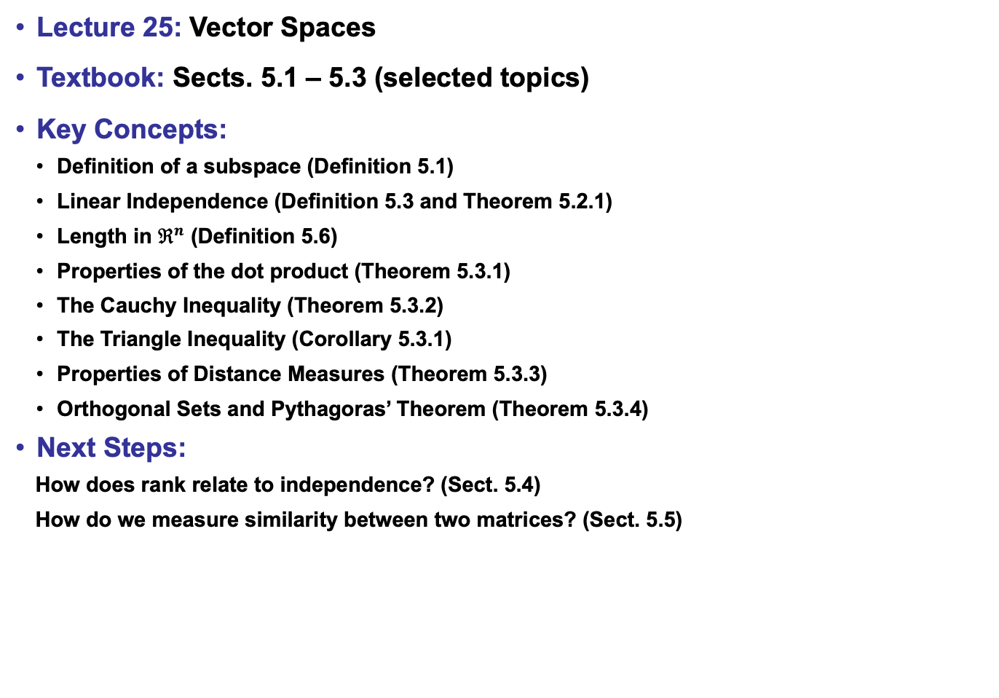 • Lecture 25: Vector Spaces
• Textbook: Sects. 5.1 – 5.3 (selected topics)
• Key Concepts:
• Definition of a subspace (Definition 5.1)
• Linear Independence (Definition 5.3 and Theorem 5.2.1)
• Length in ℜⁿ (Definition 5.6)
• Properties of the dot product (Theorem 5.3.1)
• The Cauchy Inequality (Theorem 5.3.2)
• The Triangle Inequality (Corollary 5.3.1)
• Properties of Distance Measures (Theorem 5.3.3)
• Orthogonal Sets and Pythagoras’ Theorem (Theorem 5.3.4)
• Next Steps:
How does rank relate to independence? (Sect. 5.4)
How do we measure similarity between two matrices? (Sect. 5.5)